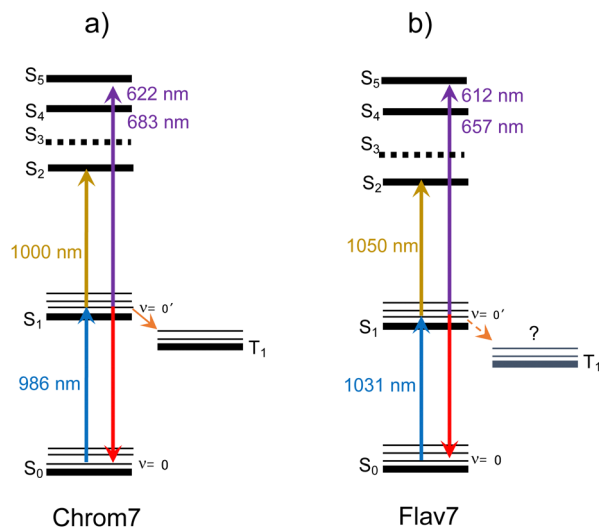 a)
S5
S4
S3
S2
622 nm
683 nm
1000 nm
ν= 0′
S1
T1
986 nm
ν= 0
S0
Chrom7
b)
S5
S4
S3
S2
612 nm
657 nm
1050 nm
ν= 0′
S1
?
T1
1031 nm
ν= 0
S0
Flav7